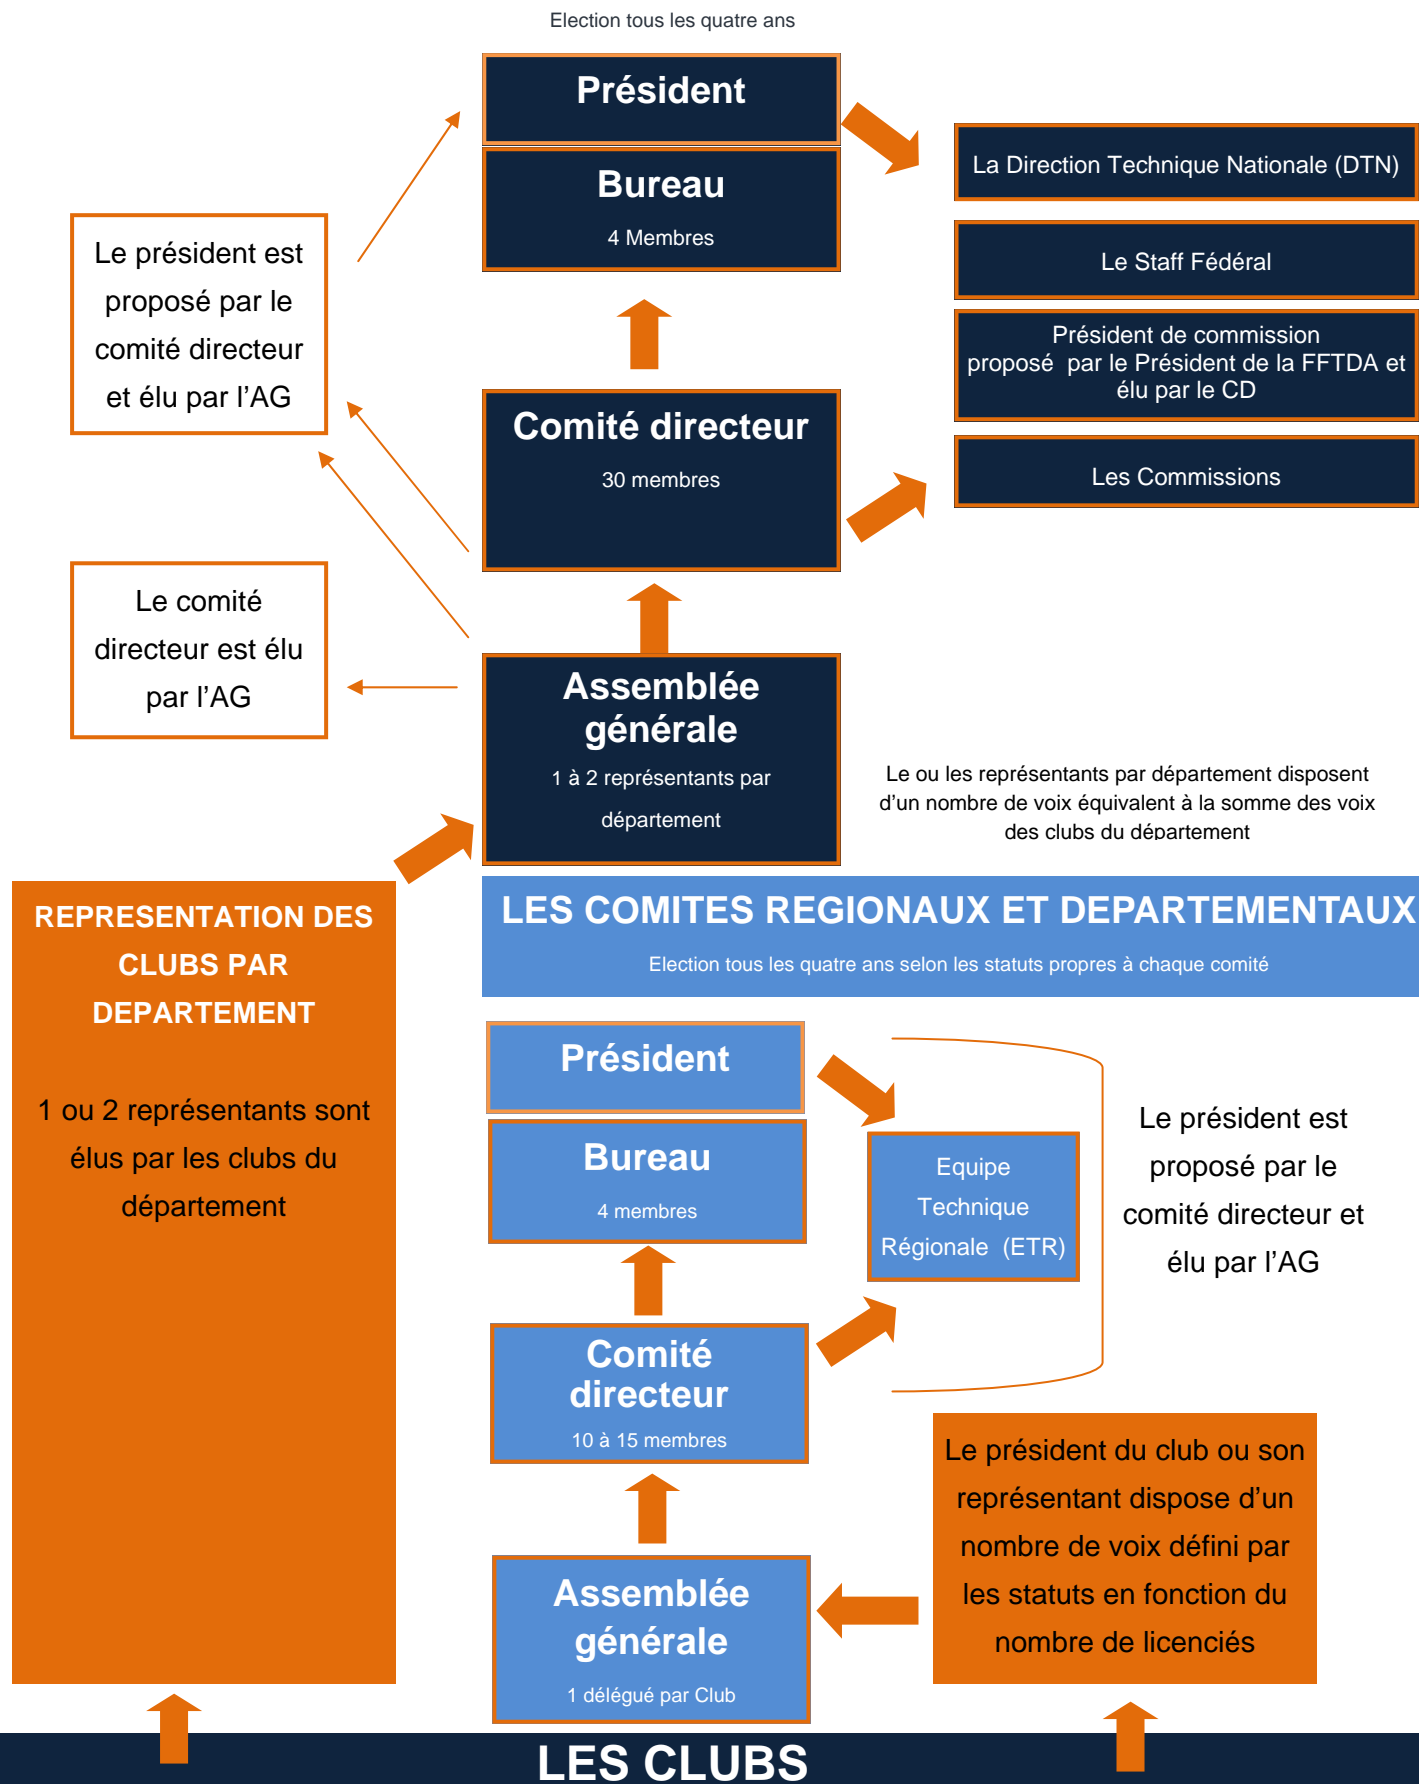 Election tous les quatre ans
Président
Bureau
4 Membres
La Direction Technique Nationale (DTN)
Le Staff Fédéral
Président de commission
proposé par le Président de la FFTDA et
élu par le CD
Les Commissions
Le président est
proposé par le
comité directeur
et élu par l’AG
Comité directeur
30 membres
Le comité
directeur est élu
par l’AG
Assemblée
générale
1 à 2 représentants par
département
Le ou les représentants par département disposent
d’un nombre de voix équivalent à la somme des voix
des clubs du département
REPRESENTATION DES
CLUBS PAR
DEPARTEMENT
1 ou 2 représentants sont
élus par les clubs du
département
LES COMITES REGIONAUX ET DEPARTEMENTAUX
Election tous les quatre ans selon les statuts propres à chaque comité
Président
Bureau
4 membres
Equipe
Technique
Régionale (ETR)
Le président est
proposé par le
comité directeur et
élu par l’AG
Comité
directeur
10 à 15 membres
Le président du club ou son
représentant dispose d’un
nombre de voix défini par
les statuts en fonction du
nombre de licenciés
Assemblée
générale
1 délégué par Club
LES CLUBS